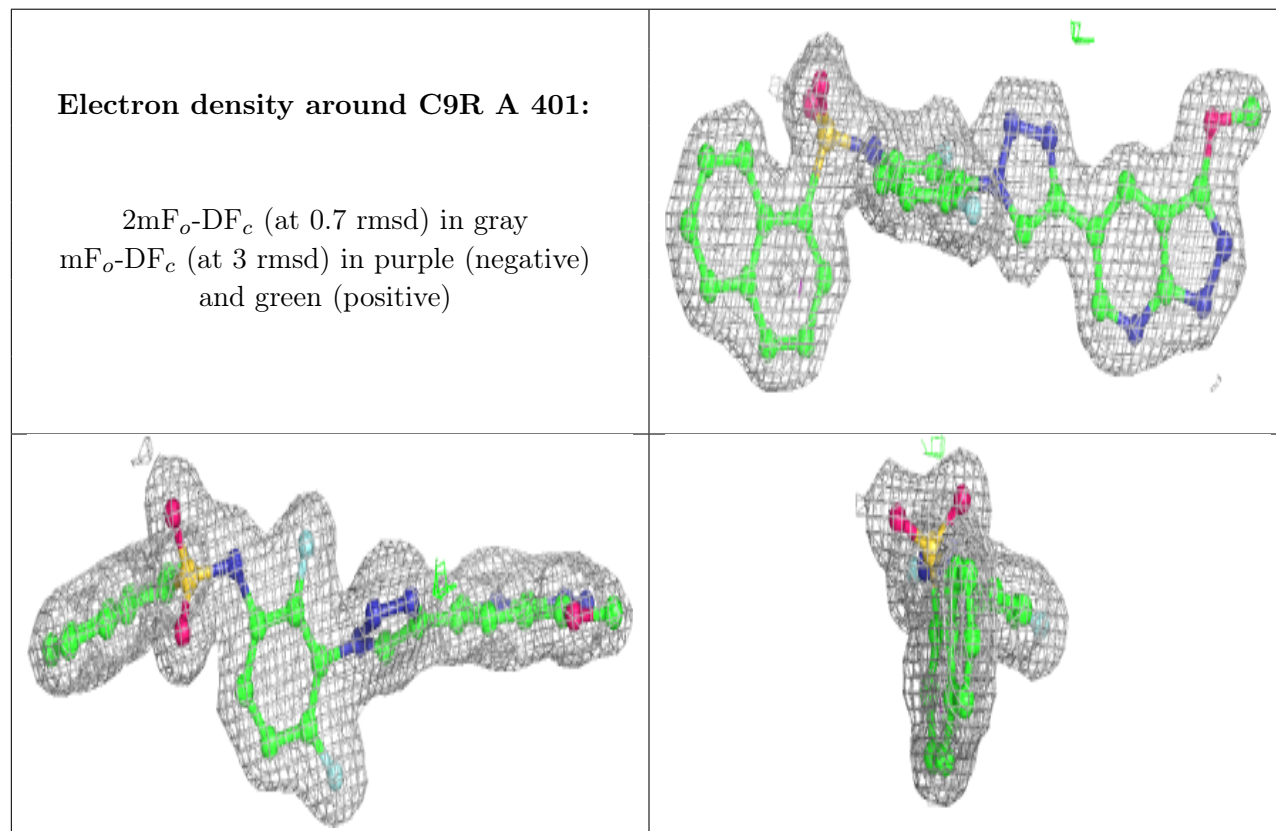 Electron density around C9R A 401:
2mFo-DFc (at 0.7 rmsd) in gray
mFo-DFc (at 3 rmsd) in purple (negative)
and green (positive)